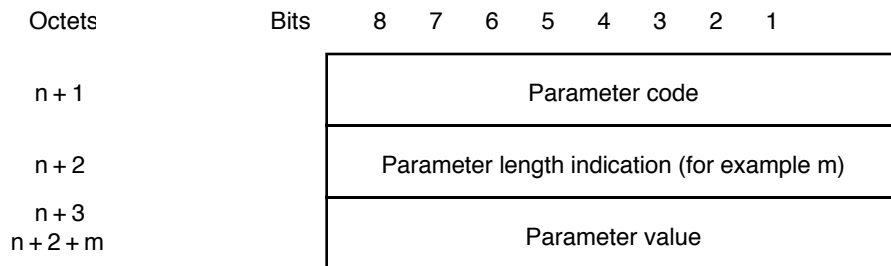 Octets Bits 8 7 6 5 4 3 2 1
n + 1 Parameter code
n + 2 Parameter length indication (for example m)
n + 3
n + 2 + m Parameter value